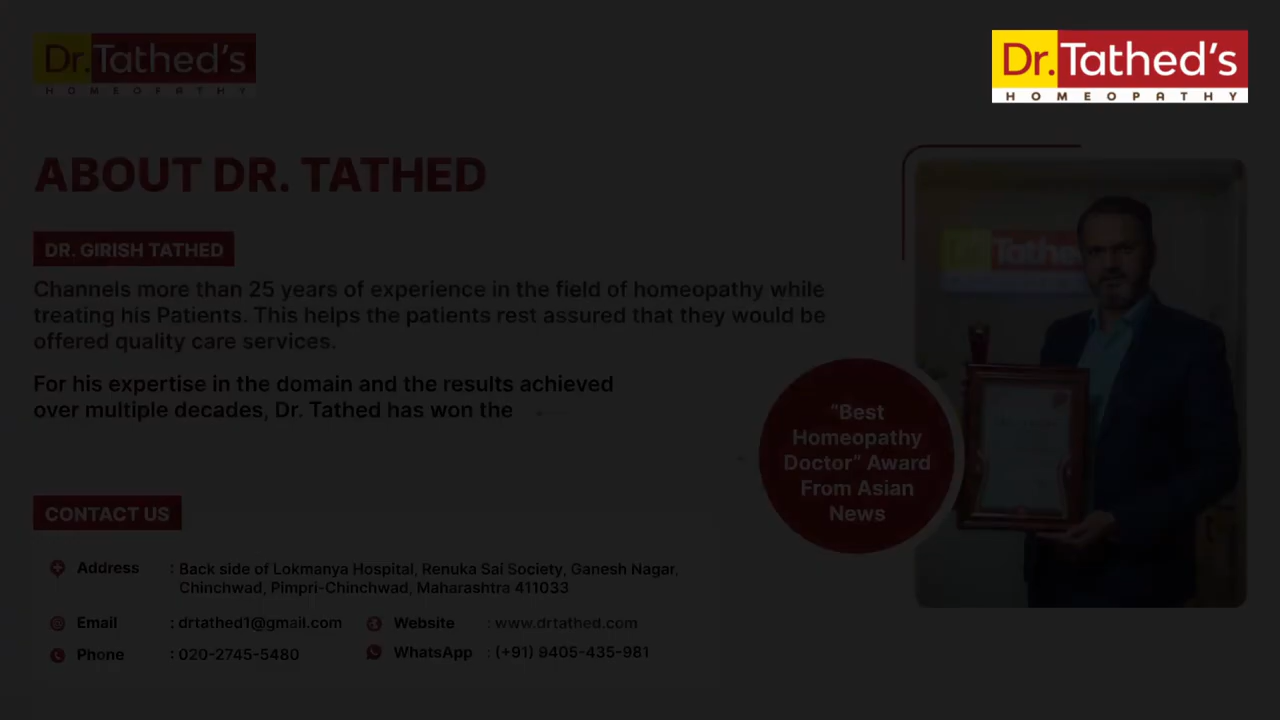 Dr.Tathed's
HOMEOPATHY
Dr.Tathed's
HOMEOPATHY
ABOUT DR. TATHED
DR. GIRISH TATHED
Channels more than 25 years of experience in the field of homeopathy while
treating his Patients. This helps the patients rest assured that they would be
offered quality care services.
For his expertise in the domain and the results achieved
over multiple decades, Dr. Tathed has won the
"Best
Homeopathy
Doctor" Award
From Asian
News
CONTACT US
Address : Back side of Lokmanya Hospital, Renuka Sai Society, Ganesh Nagar,
Chinchwad, Pimpri-Chinchwad, Maharashtra 411033
Email : drtathed1@gmail.com Website : www.drtathed.com
Phone : 020-2745-5480 WhatsApp : (+91) 9405-435-981